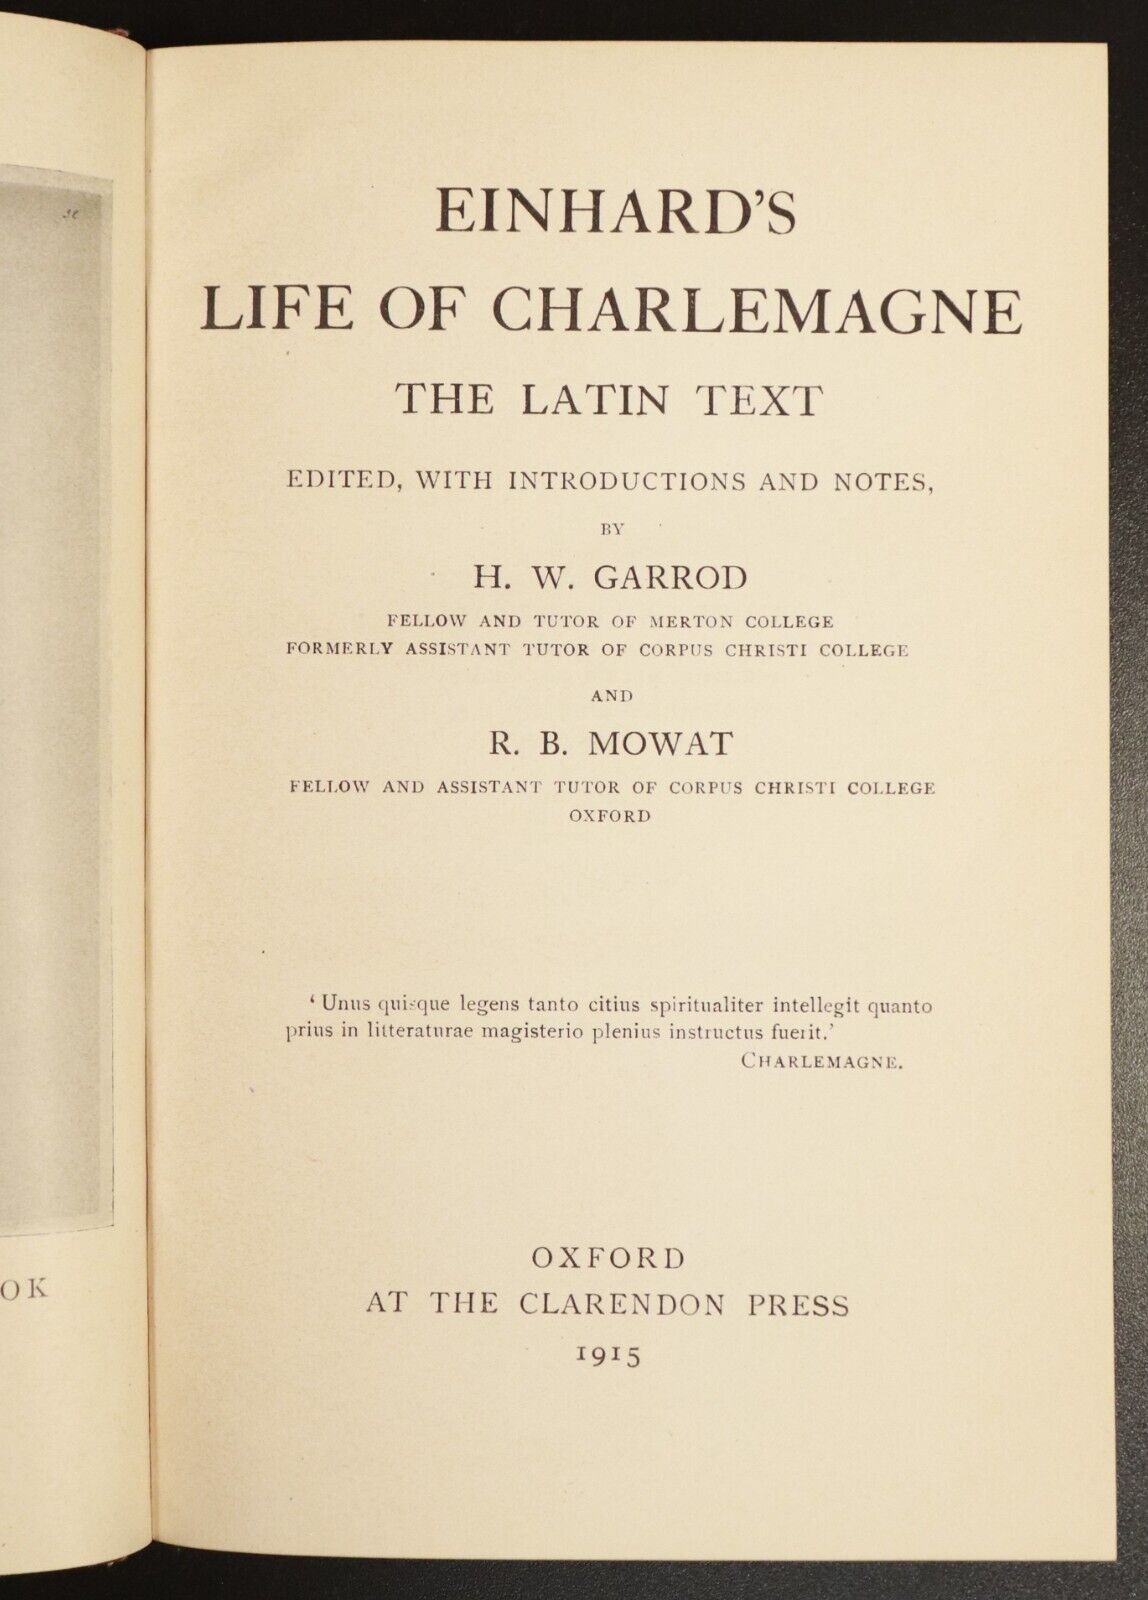 EINHARD'S
LIFE OF CHARLEMAGNE
THE LATIN TEXT
EDITED, WITH INTRODUCTIONS AND NOTES,
BY
H. W. GARROD
FELLOW AND TUTOR OF MERTON COLLEGE
FORMERLY ASSISTANT TUTOR OF CORPUS CHRISTI COLLEGE
AND
R. B. MOWAT
FELLOW AND ASSISTANT TUTOR OF CORPUS CHRISTI COLLEGE
OXFORD
'Unus quisque legens tanto citius spiritualiter intellegit quanto
prius in litteraturae magisterio plenius instructus fuerit.'
CHARLEMAGNE.
OXFORD
AT THE CLARENDON PRESS
1915
OK